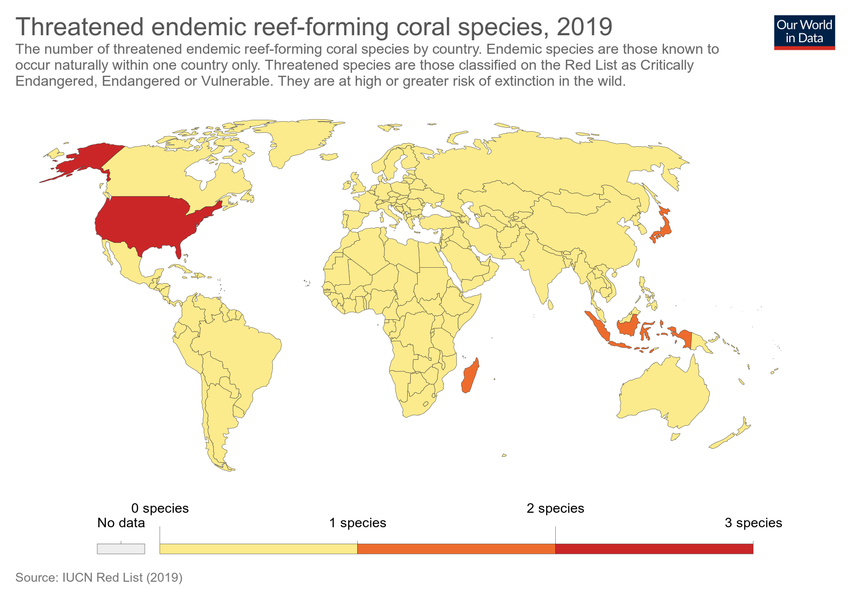 Threatened endemic reef-forming coral species, 2019
Our World
in Data
The number of threatened endemic reef-forming coral species by country. Endemic species are those known to
occur naturally within one country only. Threatened species are those classified on the Red List as Critically
Endangered, Endangered or Vulnerable. They are at high or greater risk of extinction in the wild.
0 species
2 species
No data
1 species
3 species
Source: IUCN Red List (2019)